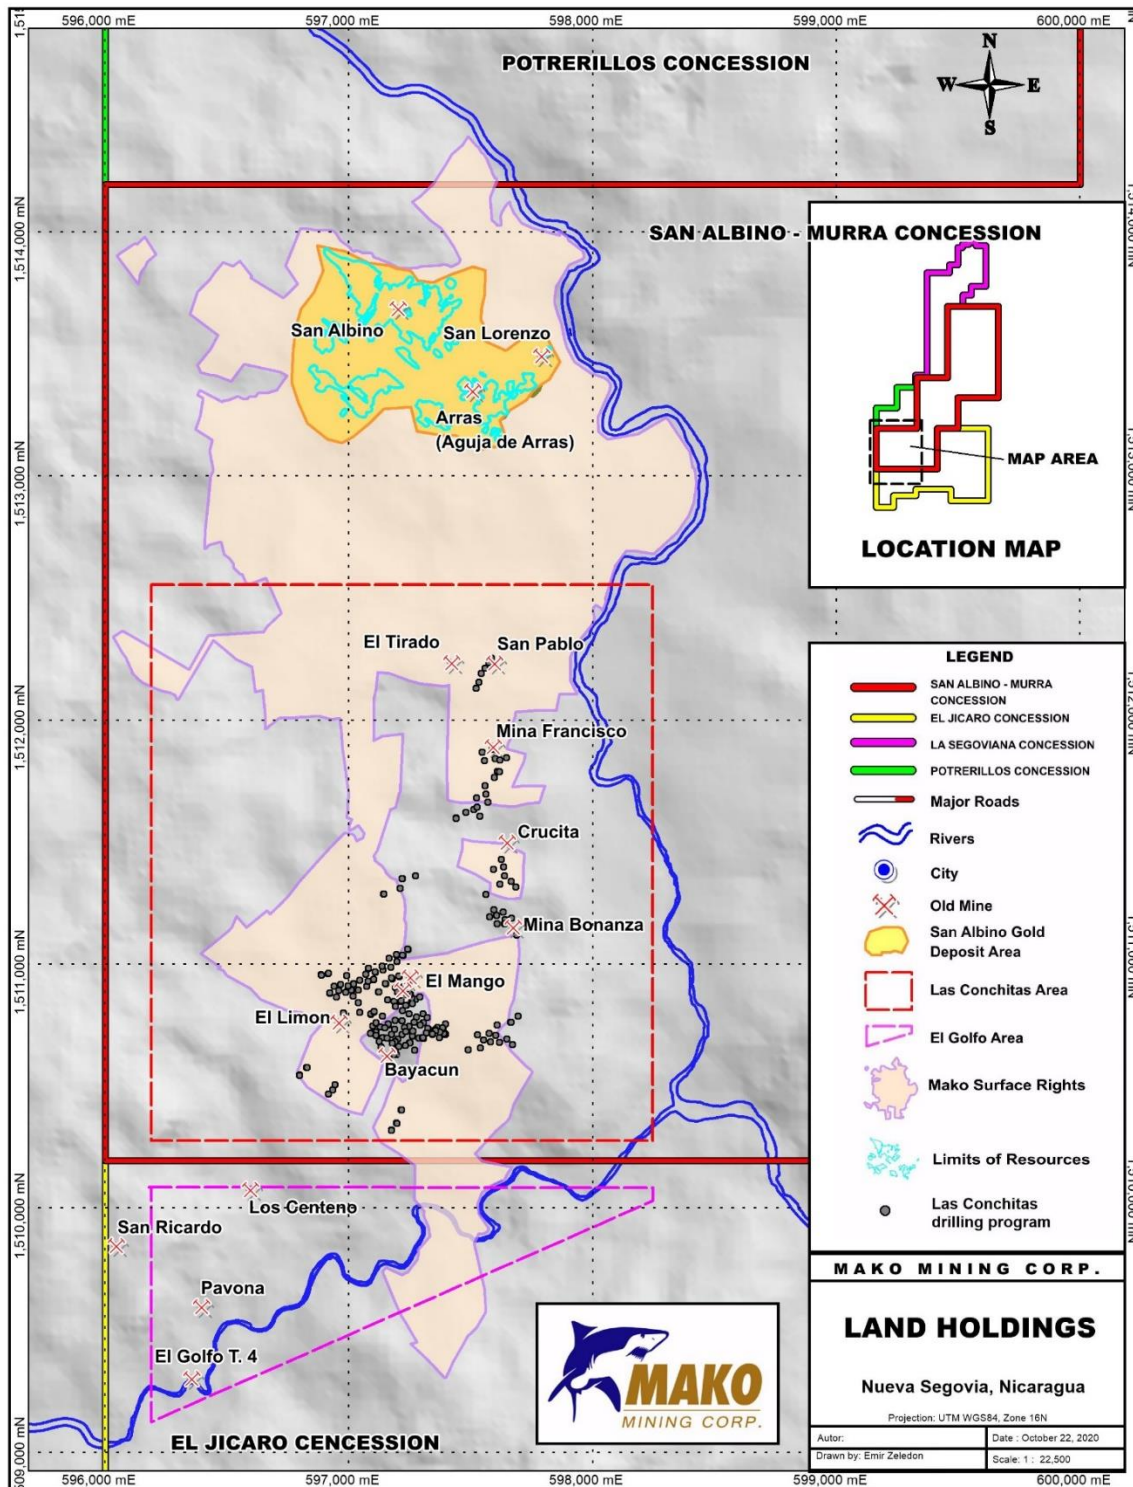 596,000 mE
597,000 mE
598,000 mE
599,000 mE
600,000 mE
POTRERILLOS CONCESSION
N
W
E
S
SAN ALBINO - MURRA CONCESSION
1,514,000 mN
San Albino
San Lorenzo
Arras
(Aguja de Arras)
MAP AREA
LOCATION MAP
1,513,000 mN
El Tirado
San Pablo
1,512,000 mN
Mina Francisco
Crucita
Mina Bonanza
1,511,000 mN
El Mango
El Limon
Bayacun
LEGEND
SAN ALBINO - MURRA
CONCESSION
EL JICARO CONCESSION
LA SEGOVIANA CONCESSION
POTRERILLOS CONCESSION
Major Roads
Rivers
City
Old Mine
San Albino Gold
Deposit Area
Las Conchitas Area
El Golfo Area
Mako Surface Rights
Limits of Resources
Las Conchitas
drilling program
1,510,000 mN
Los Centeno
San Ricardo
Pavona
El Golfo T. 4
EL JICARO CENCESSION
MAKO
MINING CORP.
MAKO MINING CORP.
LAND HOLDINGS
Nueva Segovia, Nicaragua
Projection: UTM WGS84, Zone 16N
Autor:
Date : October 22, 2020
Drawn by: Emir Zeledon
Scale: 1 : 22,500
596,000 mE
597,000 mE
598,000 mE
599,000 mE
600,000 mE